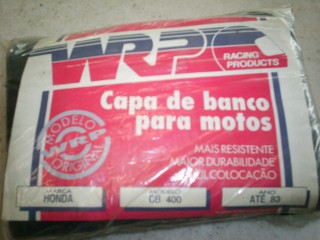 WRP
RACING
PRODUCTS
Capa de banco
para motos
MODELO
WRP
ORIGINAL
MAIS RESISTENTE
MAIOR DURABILIDADE
COLOCAÇÃO
MARCA
HONDA
MODELO
CB 400
ANO
ATÉ 83